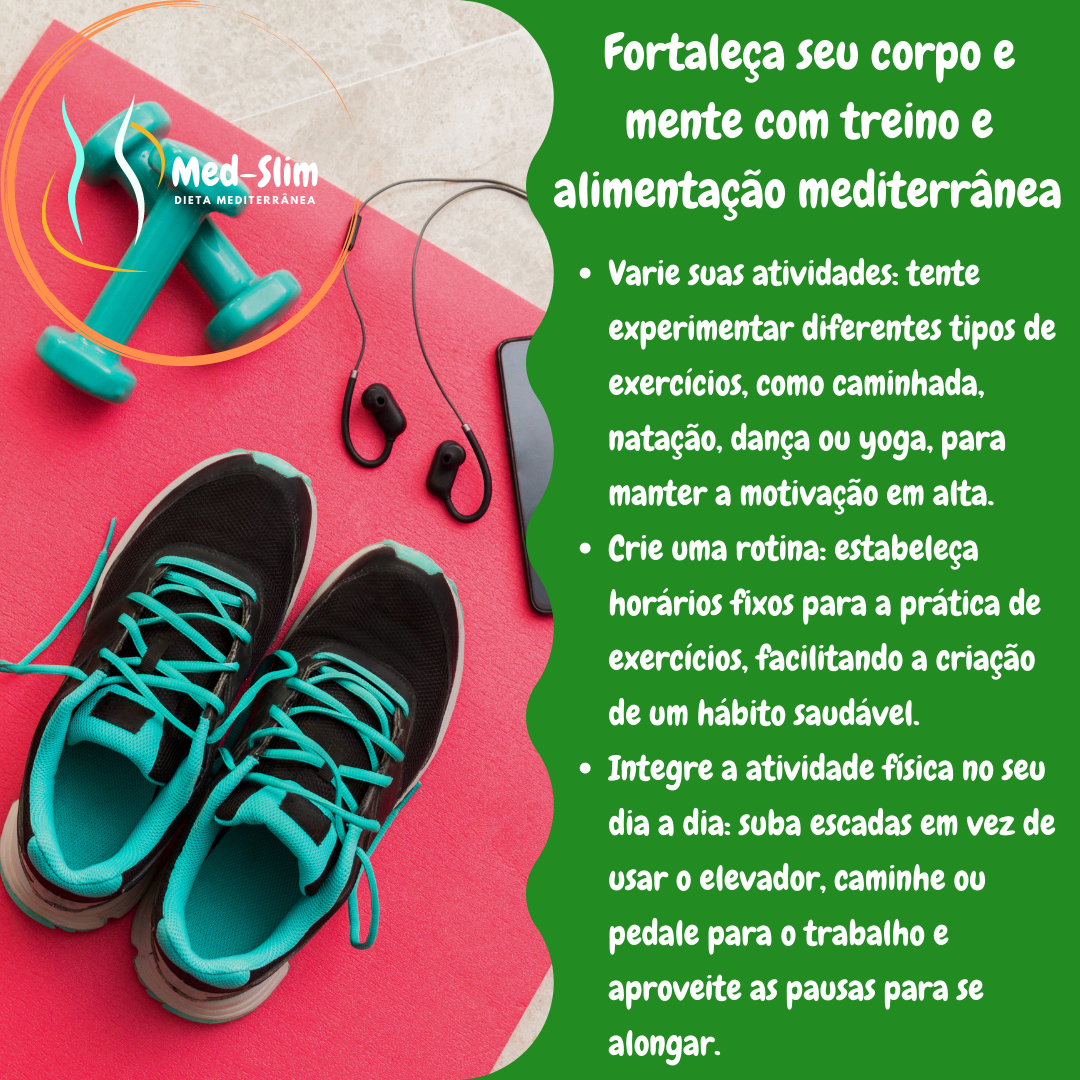 Med-Slim
DIETA MEDITERRÂNEA
Fortaleça seu corpo e
mente com treino e
alimentação mediterrânea
• Varie suas atividades: tente
experimentar diferentes tipos de
exercícios, como caminhada,
natação, dança ou yoga, para
manter a motivação em alta.
• Crie uma rotina: estabeleça
horários fixos para a prática de
exercícios, facilitando a criação
de um hábito saudável.
• Integre a atividade física no seu
dia a dia: suba escadas em vez de
usar o elevador, caminhe ou
pedale para o trabalho e
aproveite as pausas para se
alongar.